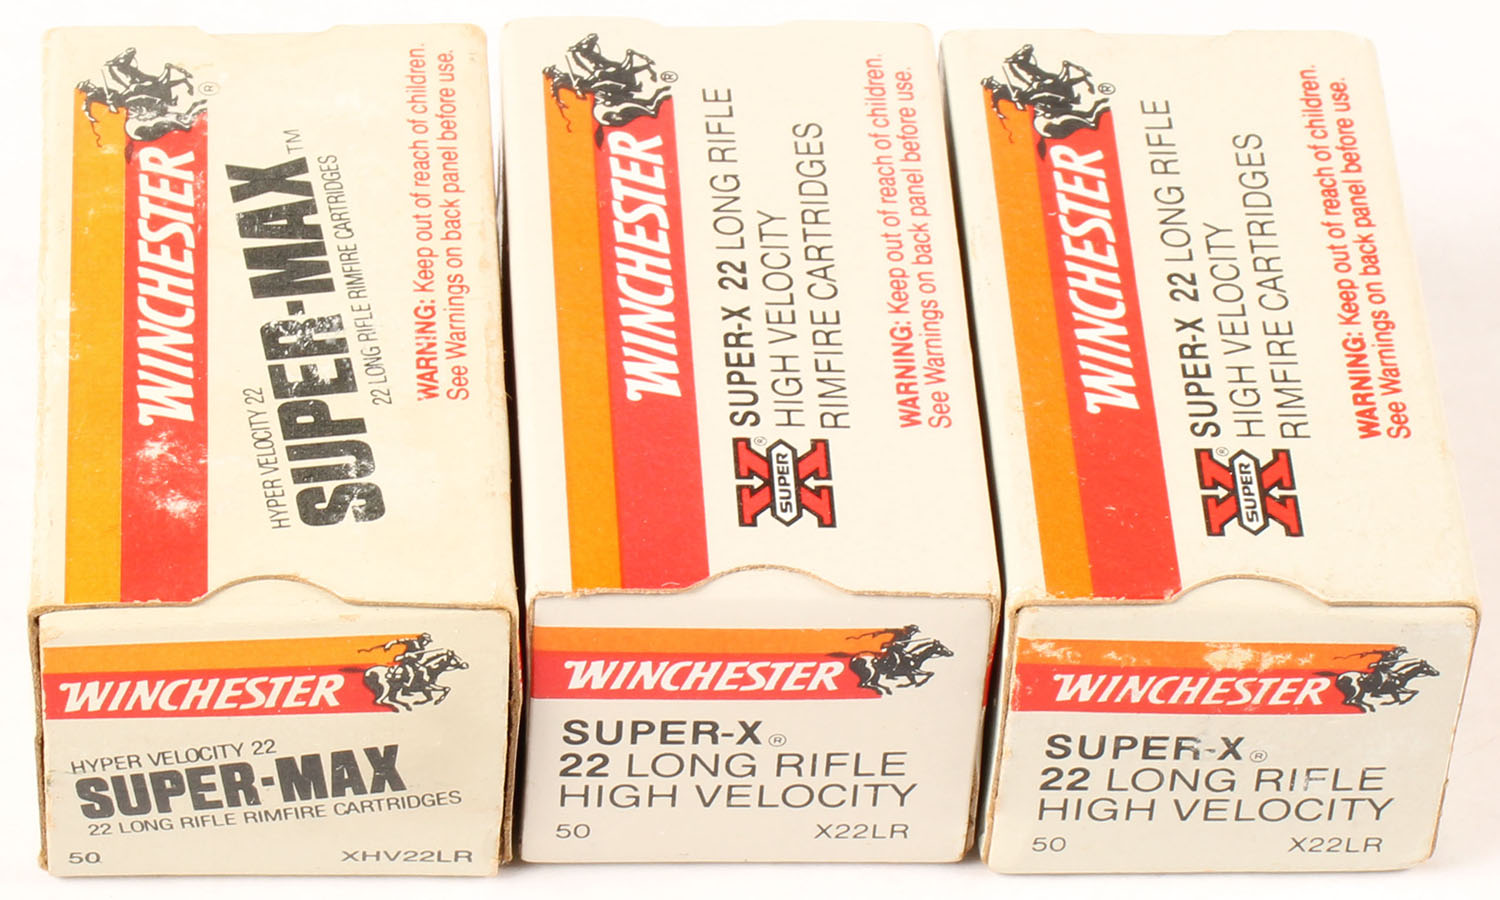 WINCHESTER
®
HYPER VELOCITY 22
SUPER-MAX™
22 LONG RIFLE RIMFIRE CARTRIDGES
WARNING: Keep out of reach of children.
See Warnings on back panel before use.
WINCHESTER
HYPER VELOCITY 22
SUPER-MAX
22 LONG RIFLE RIMFIRE CARTRIDGES
50
XHV22LR
WINCHESTER
®
X SUPER X ®
SUPER-X 22 LONG RIFLE
HIGH VELOCITY
RIMFIRE CARTRIDGES
WARNING: Keep out of reach of children.
See Warnings on back panel before use.
WINCHESTER
SUPER-X®
22 LONG RIFLE
HIGH VELOCITY
50
X22LR
WINCHESTER
®
X SUPER X ®
SUPER-X 22 LONG RIFLE
HIGH VELOCITY
RIMFIRE CARTRIDGES
WARNING: Keep out of reach of children.
See Warnings on back panel before use.
WINCHESTER
SUPER-X®
22 LONG RIFLE
HIGH VELOCITY
50
X22LR